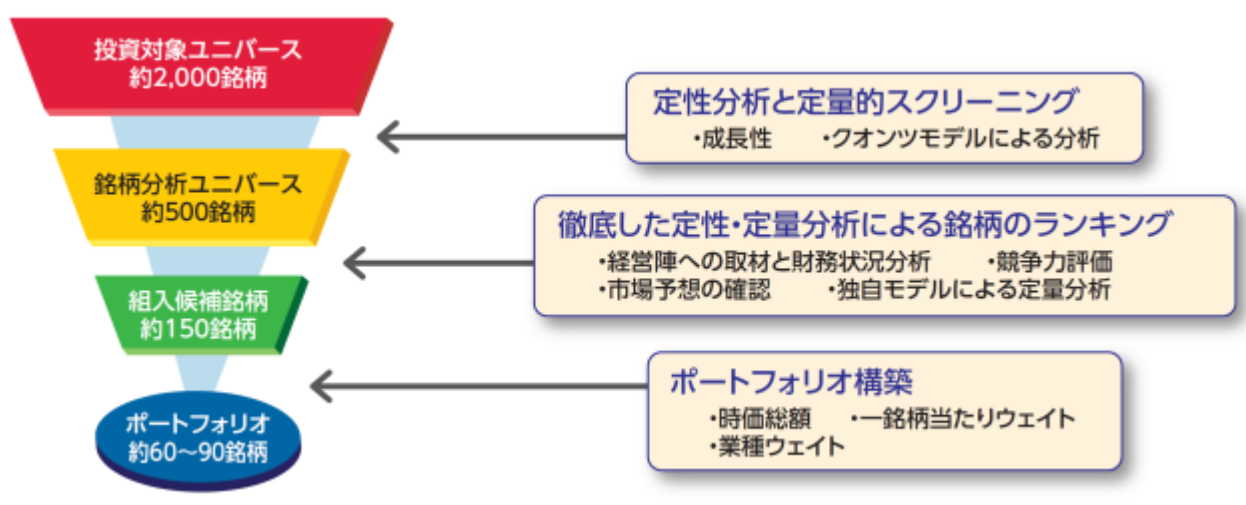 投資対象ユニバース
約2,000銘柄
定性分析と定量的スクリーニング
・成長性 ・クオンツモデルによる分析
銘柄分析ユニバース
約500銘柄
徹底した定性・定量分析による銘柄のランキング
・経営陣への取材と財務状況分析 ・競争力評価
・市場予想の確認 ・独自モデルによる定量分析
組入候補銘柄
約150銘柄
ポートフォリオ構築
・時価総額 ・一銘柄当たりウェイト
・業種ウェイト
ポートフォリオ
約60～90銘柄